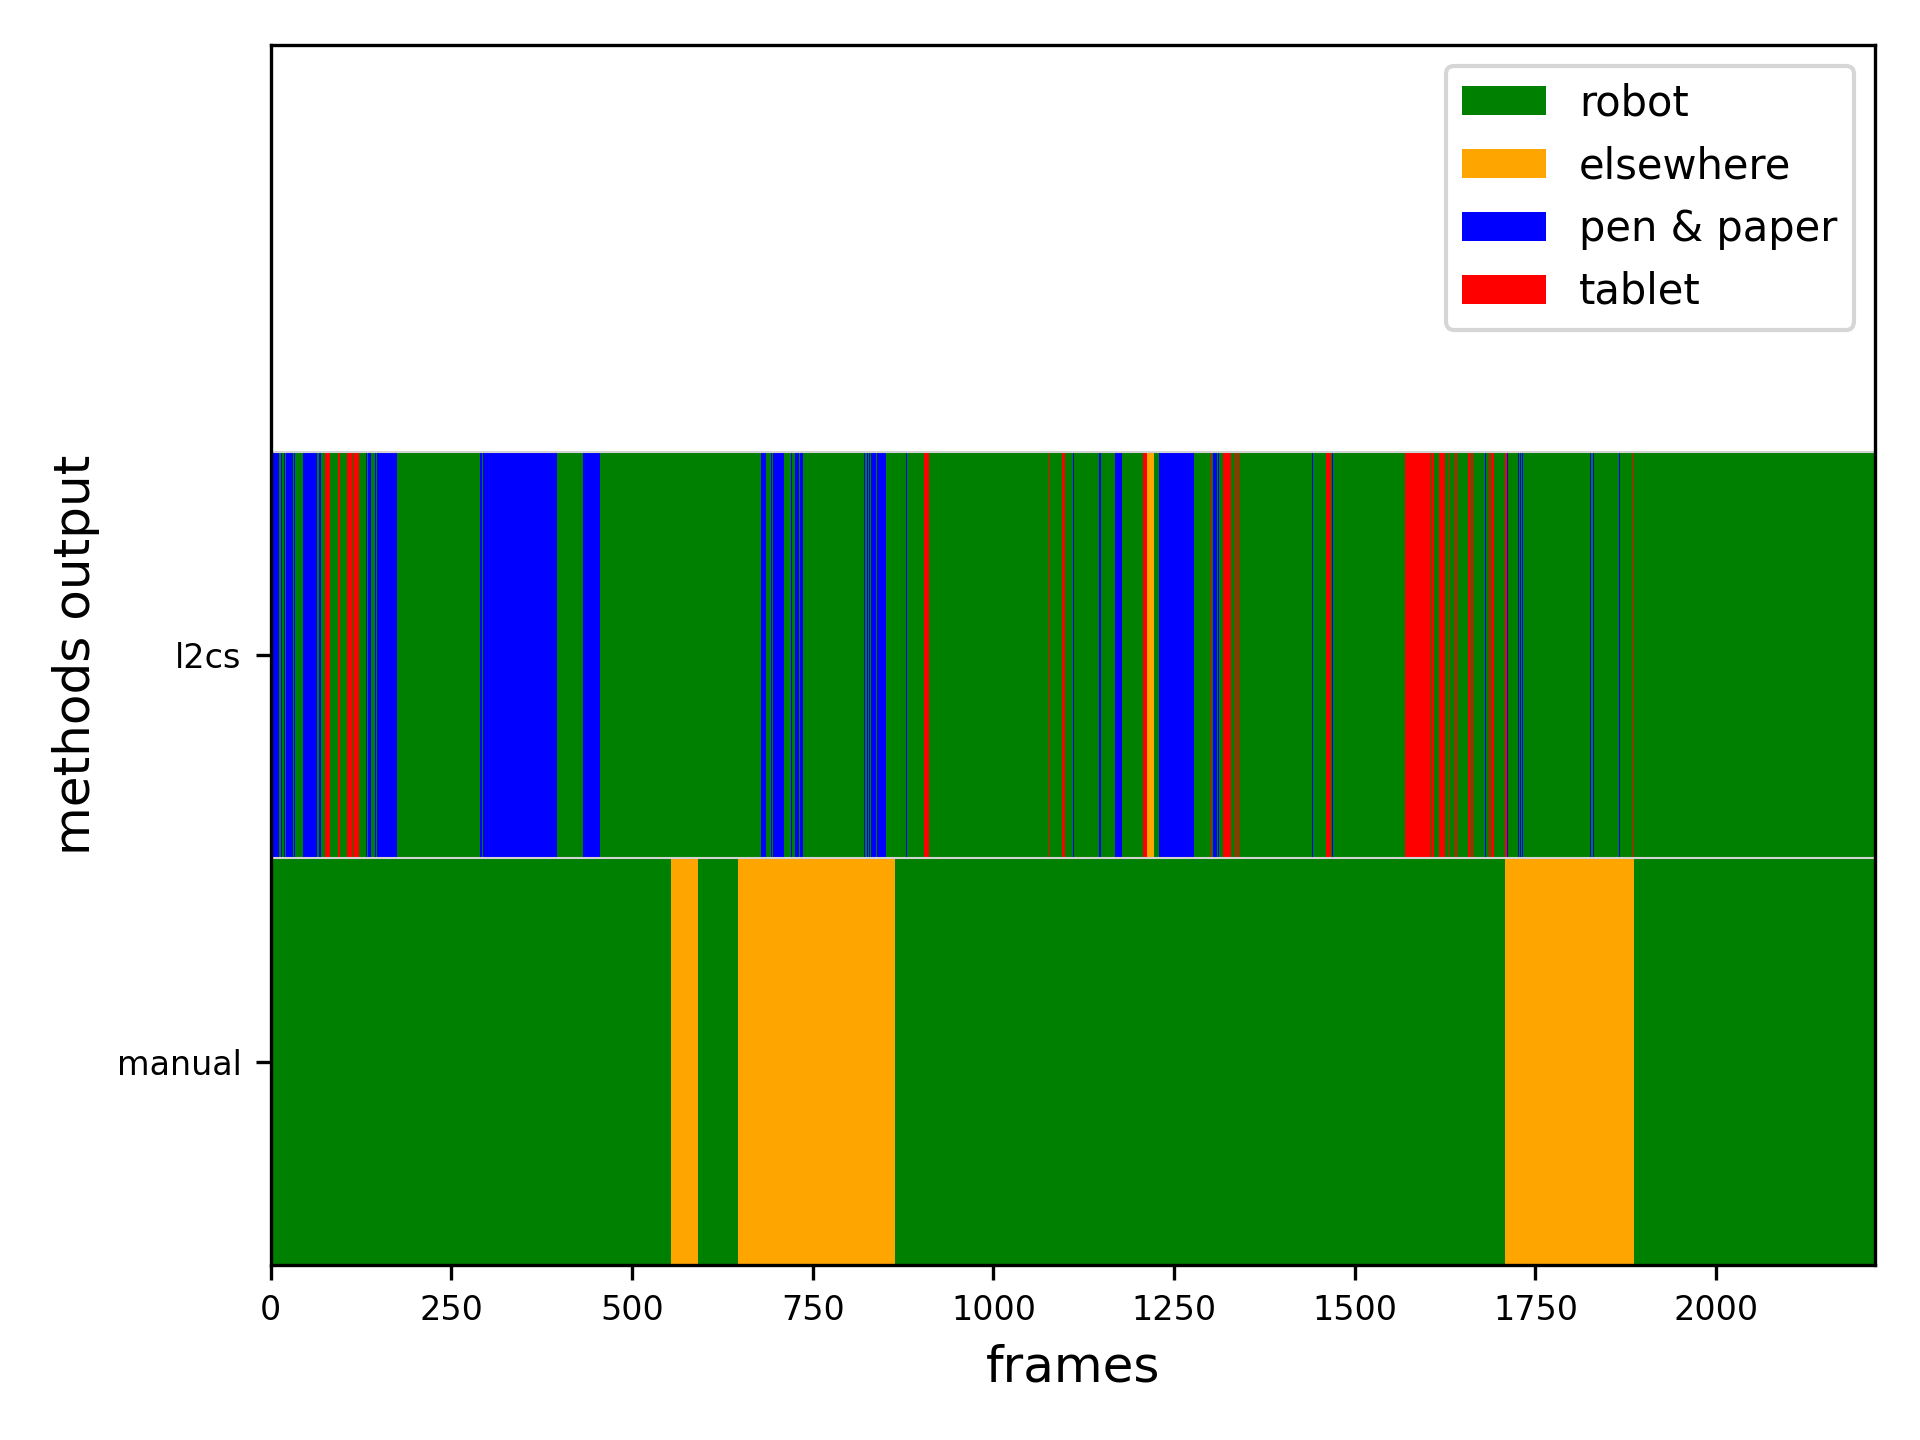 robot
elsewhere
pen & paper
tablet
methods output
l2cs
manual
0 250 500 750 1000 1250 1500 1750 2000
frames